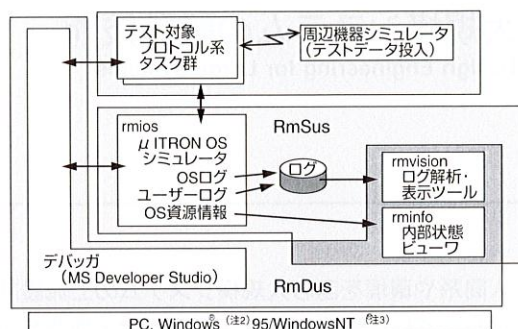 テスト対象
プロトコル系
タスク群
周辺機器シミュレータ
(テストデータ投入)
rmios
μ ITRON OS
シミュレータ
OSログ
ユーザーログ
OS資源情報
RmSus
ログ
rmvision
ログ解析・
表示ツール
rminfo
内部状態
ビューワ
デバッガ
(MS Developer Studio)
RmDus
PC, Windows®(注2) 95/WindowsNT®(注3)